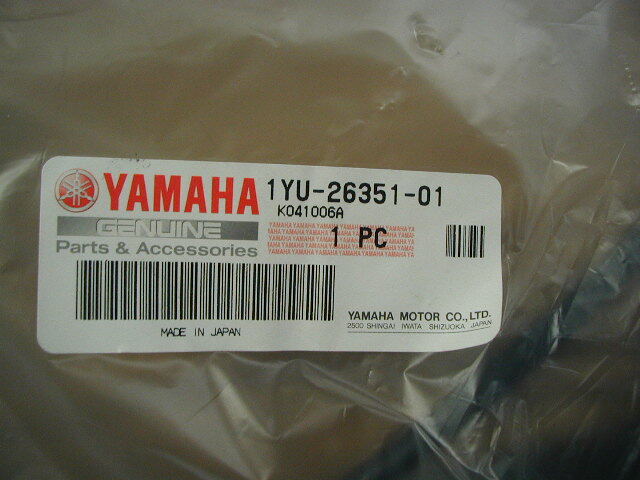 YAMAHA 1YU-26351-01
K041006A
GENUINE
Parts & Accessories
1 PC
YAMAHA MOTOR CO., LTD.
2500 SHINGAI IWATA SHIZUOKA JAPAN
MADE IN JAPAN